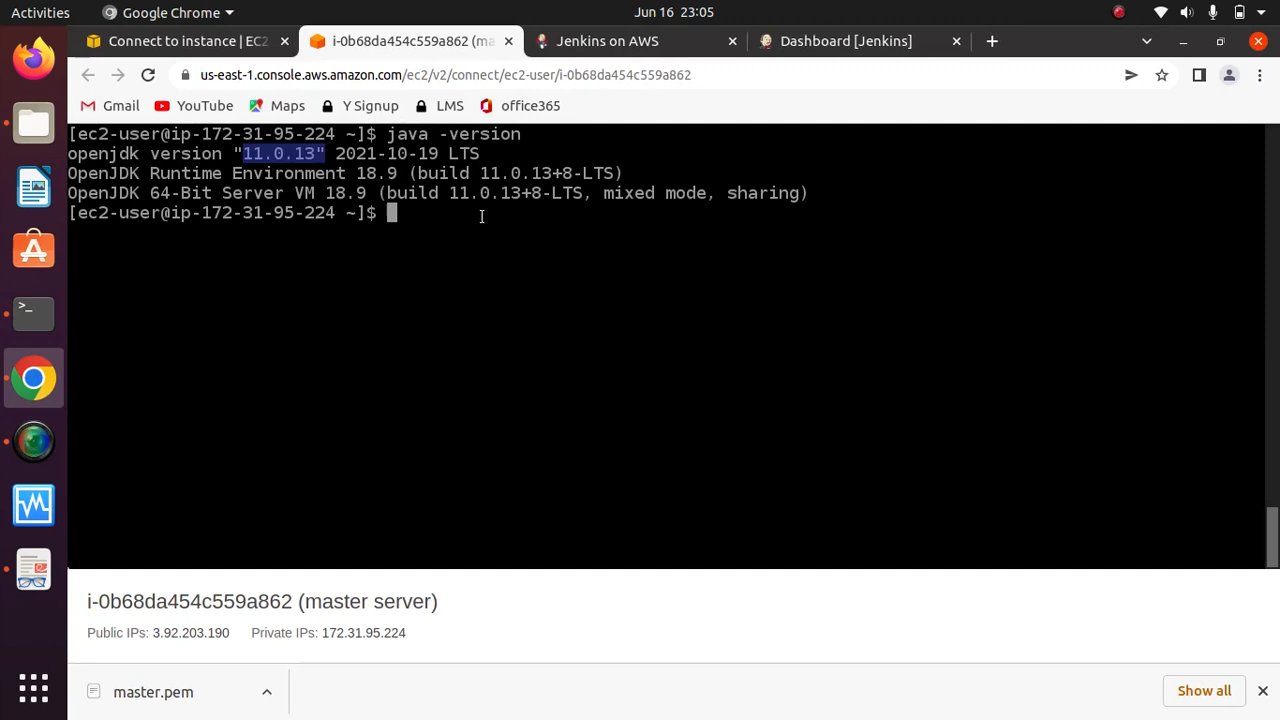 Activities
Google Chrome
Jun 16 23:05
Connect to instance | EC2
i-0b68da454c559a862 (ma
Jenkins on AWS
Dashboard [Jenkins]
us-east-1.console.aws.amazon.com/ec2/v2/connect/ec2-user/i-0b68da454c559a862
Gmail
YouTube
Maps
Y Signup
LMS
office365
[ec2-user@ip-172-31-95-224 ~]$ java -version
openjdk version "11.0.13" 2021-10-19 LTS
OpenJDK Runtime Environment 18.9 (build 11.0.13+8-LTS)
OpenJDK 64-Bit Server VM 18.9 (build 11.0.13+8-LTS, mixed mode, sharing)
[ec2-user@ip-172-31-95-224 ~]$
i-0b68da454c559a862 (master server)
Public IPs: 3.92.203.190 Private IPs: 172.31.95.224
master.pem
Show all